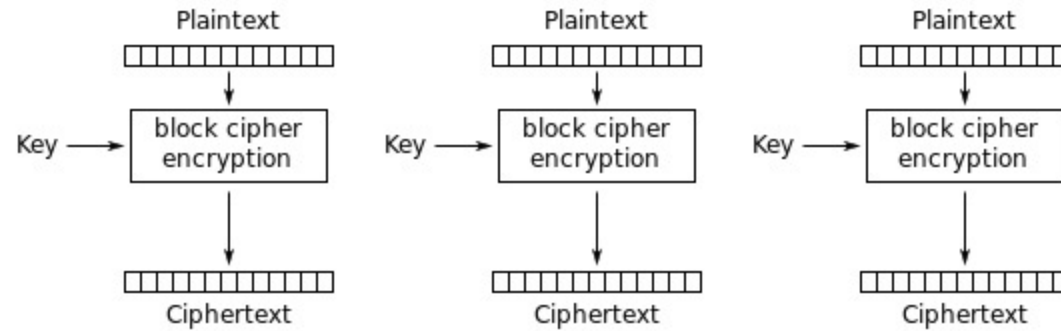 Plaintext Plaintext Plaintext
block cipher block cipher block cipher
Key Key Key
encryption encryption encryption
Ciphertext Ciphertext Ciphertext